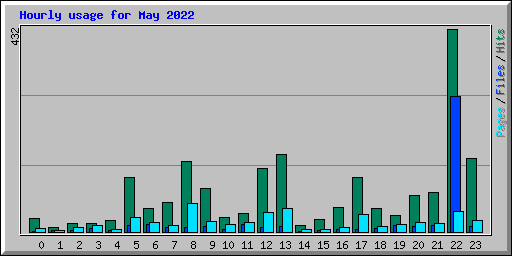 Hourly usage for May 2022
432
Pages/Files/Hits
0 1 2 3 4 5 6 7 8 9 10 11 12 13 14 15 16 17 18 19 20 21 22 23